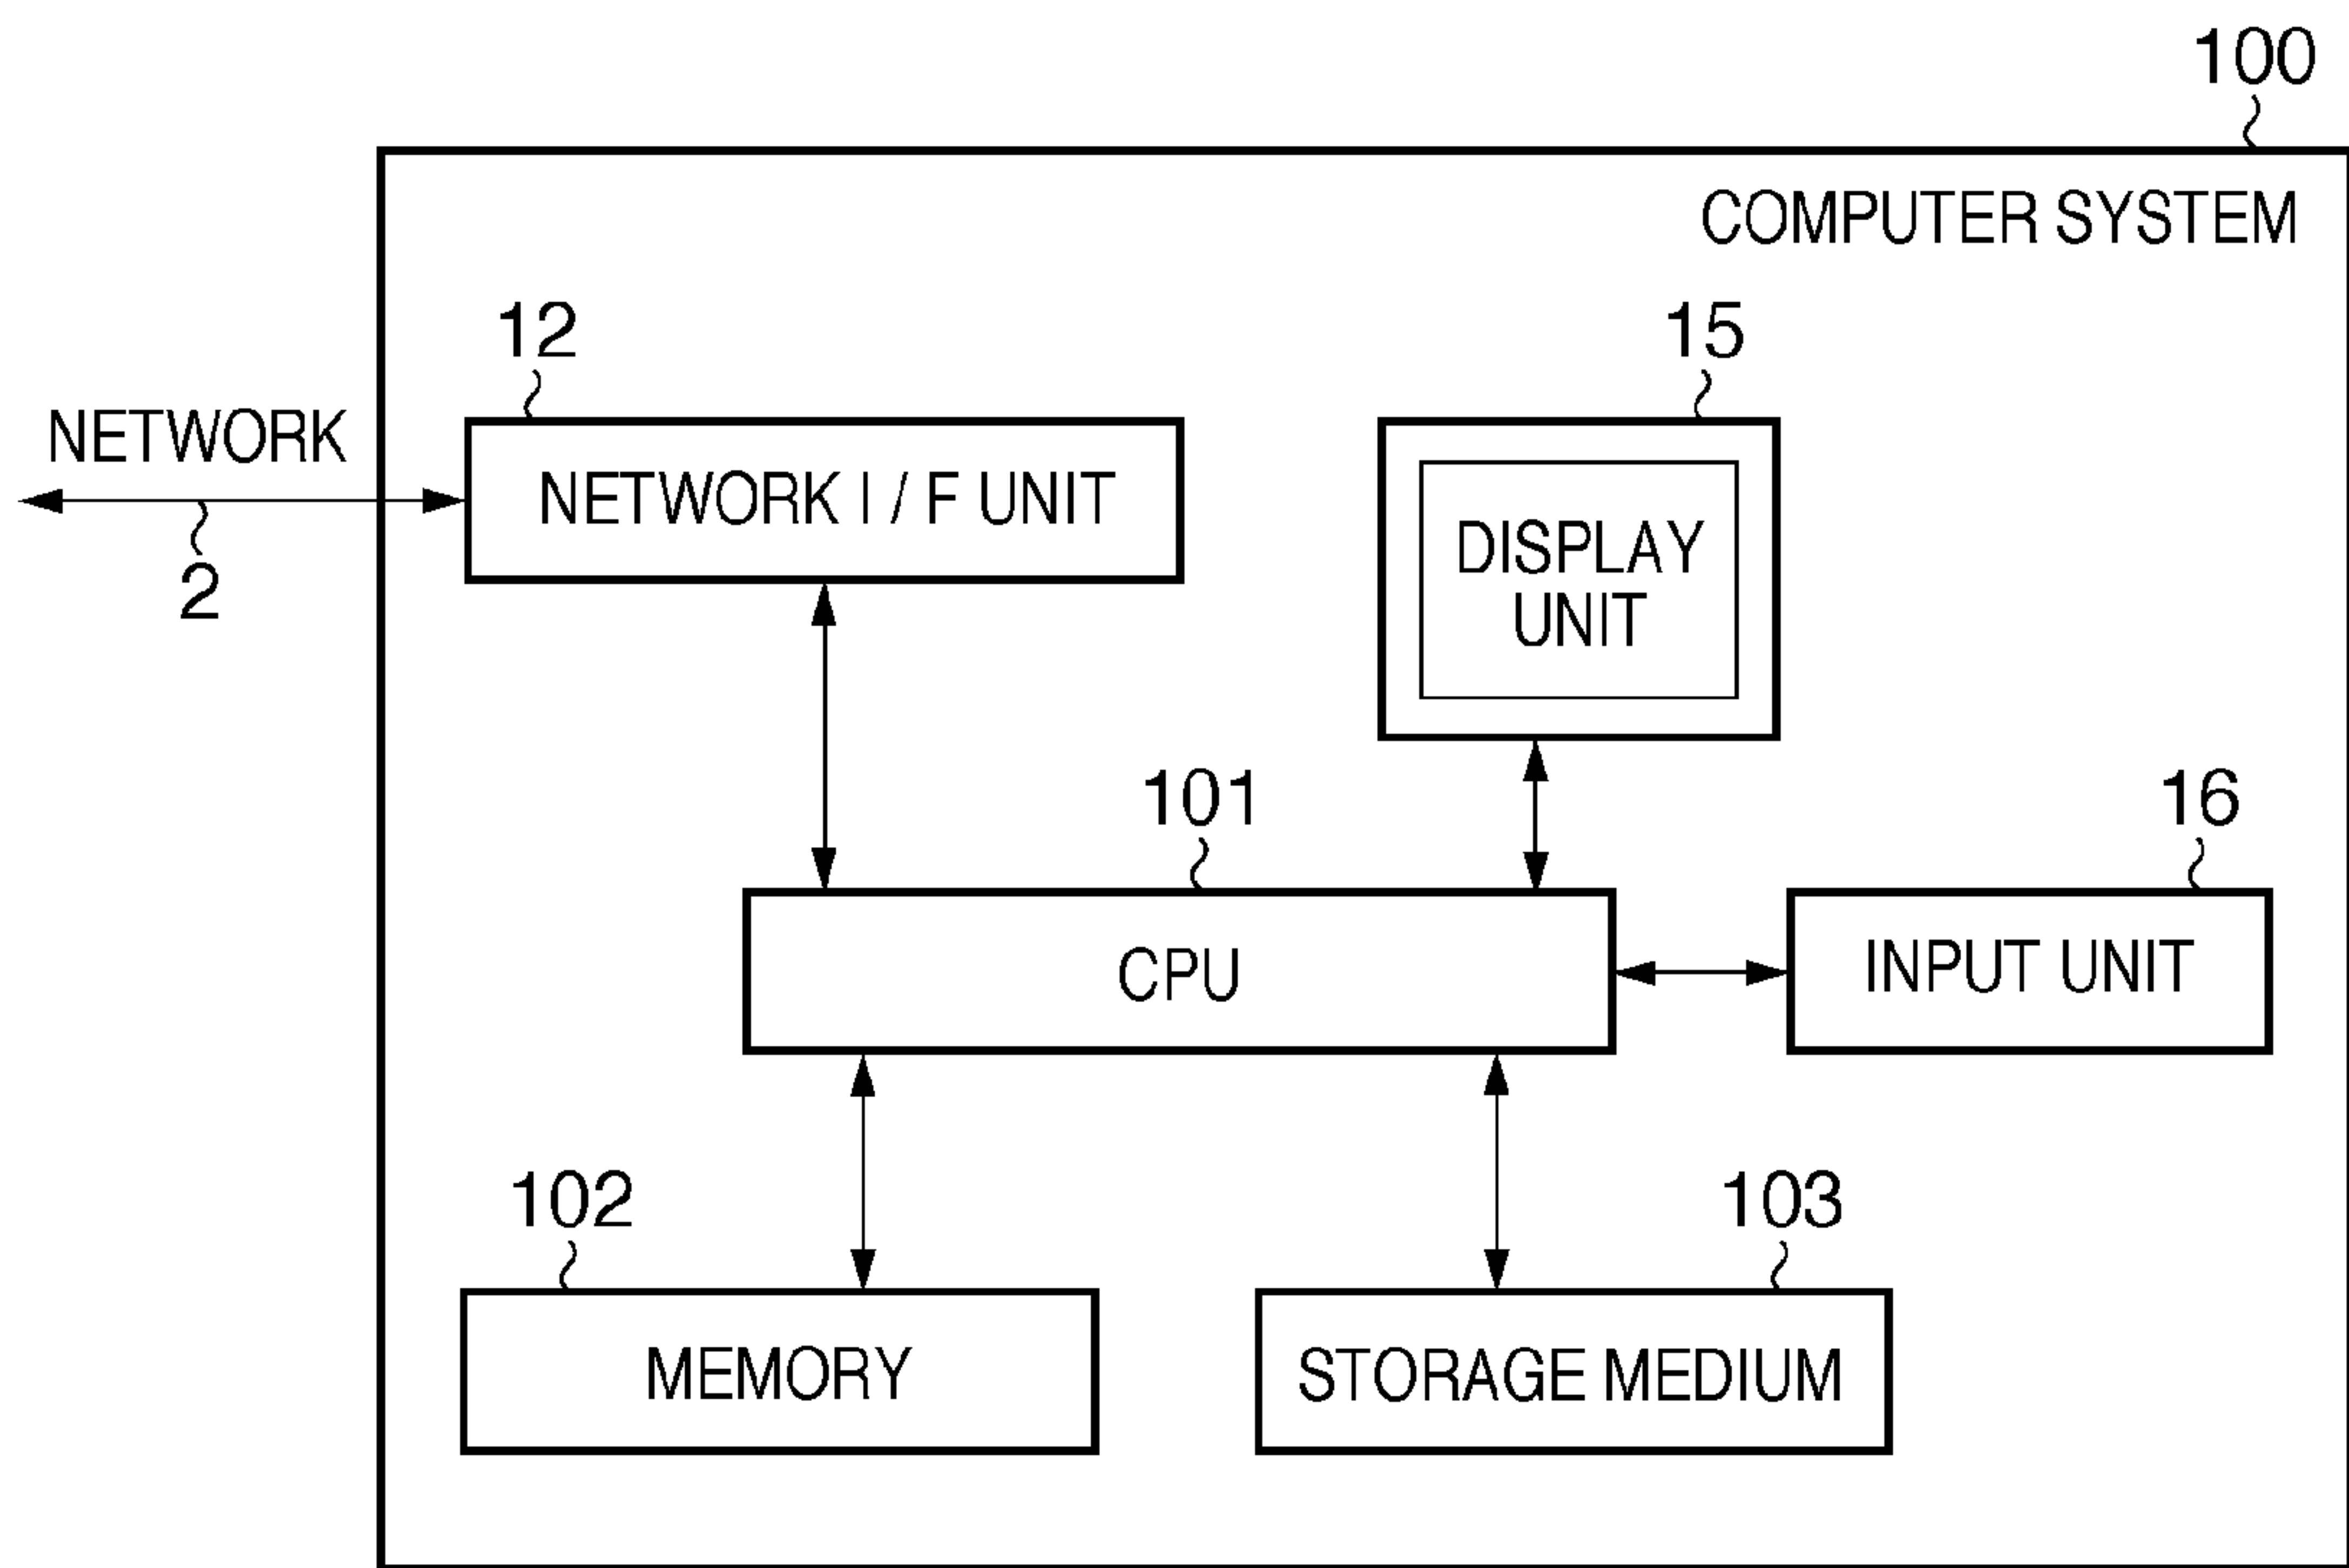 100
COMPUTER SYSTEM
12
15
NETWORK
NETWORK I / F UNIT
2
DISPLAY
UNIT
101
16
CPU
INPUT UNIT
102
103
MEMORY
STORAGE MEDIUM